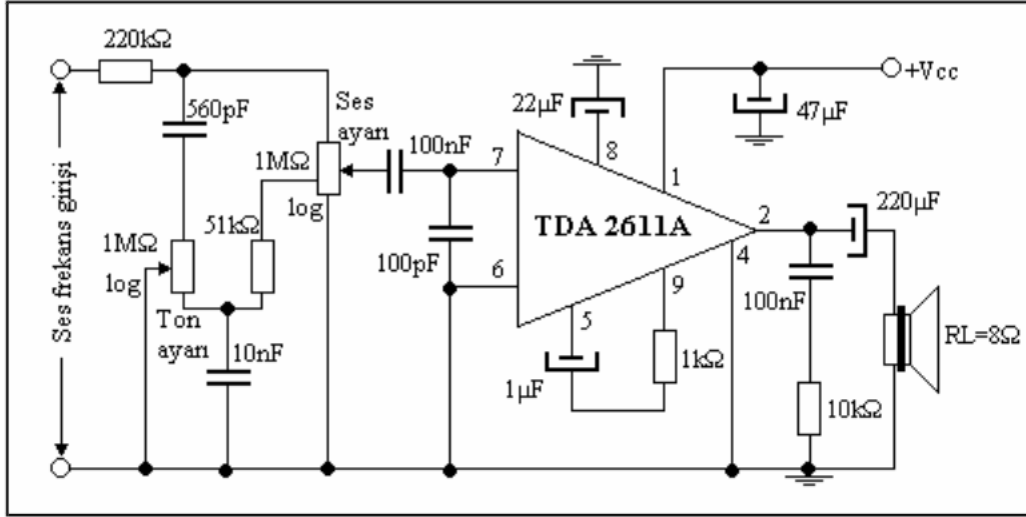 220kΩ
560pF
Ses
ayarı
1MΩ
log
51kΩ
1MΩ
log
Ton
ayarı
10nF
Ses frekans girişi
100nF
100pF
7
6
TDA 2611A
22µF
8
1
2
4
9
5
1µF
1kΩ
+Vcc
47µF
220µF
100nF
10kΩ
RL=8Ω